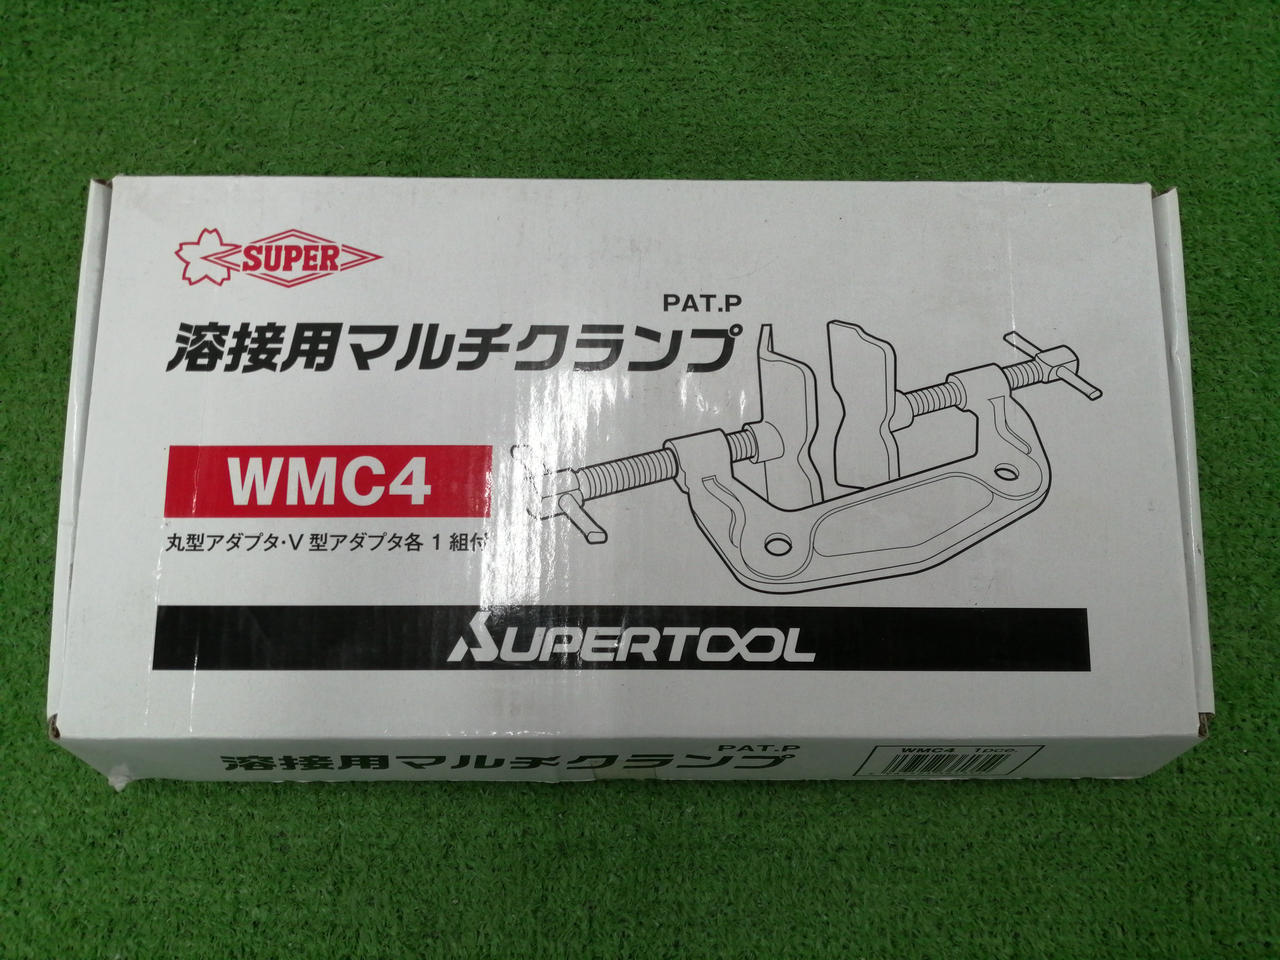 SUPER
PAT.P
溶接用マルチクランプ
WMC4
丸型アダプタ・V型アダプタ各1組付
SUPERTOOL
PAT.P
溶接用マルチクランプ
WMC4 1pce.